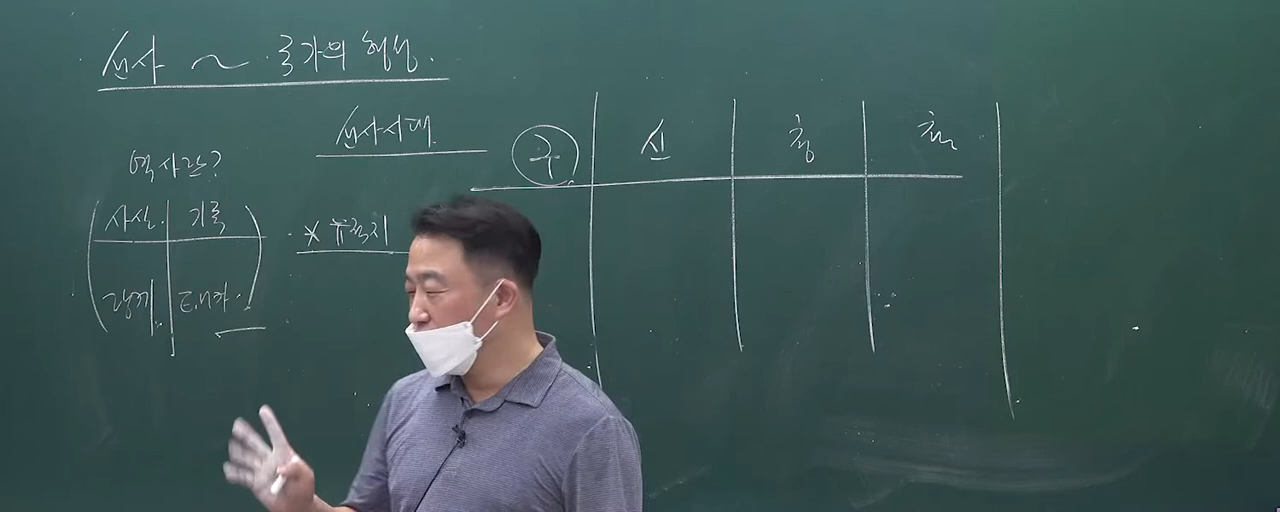 선사 ~ 국가의 형성.
선사시대
구 신 청 철
역사란?
사실. 기록
* 유적지
랑케 E.H카.